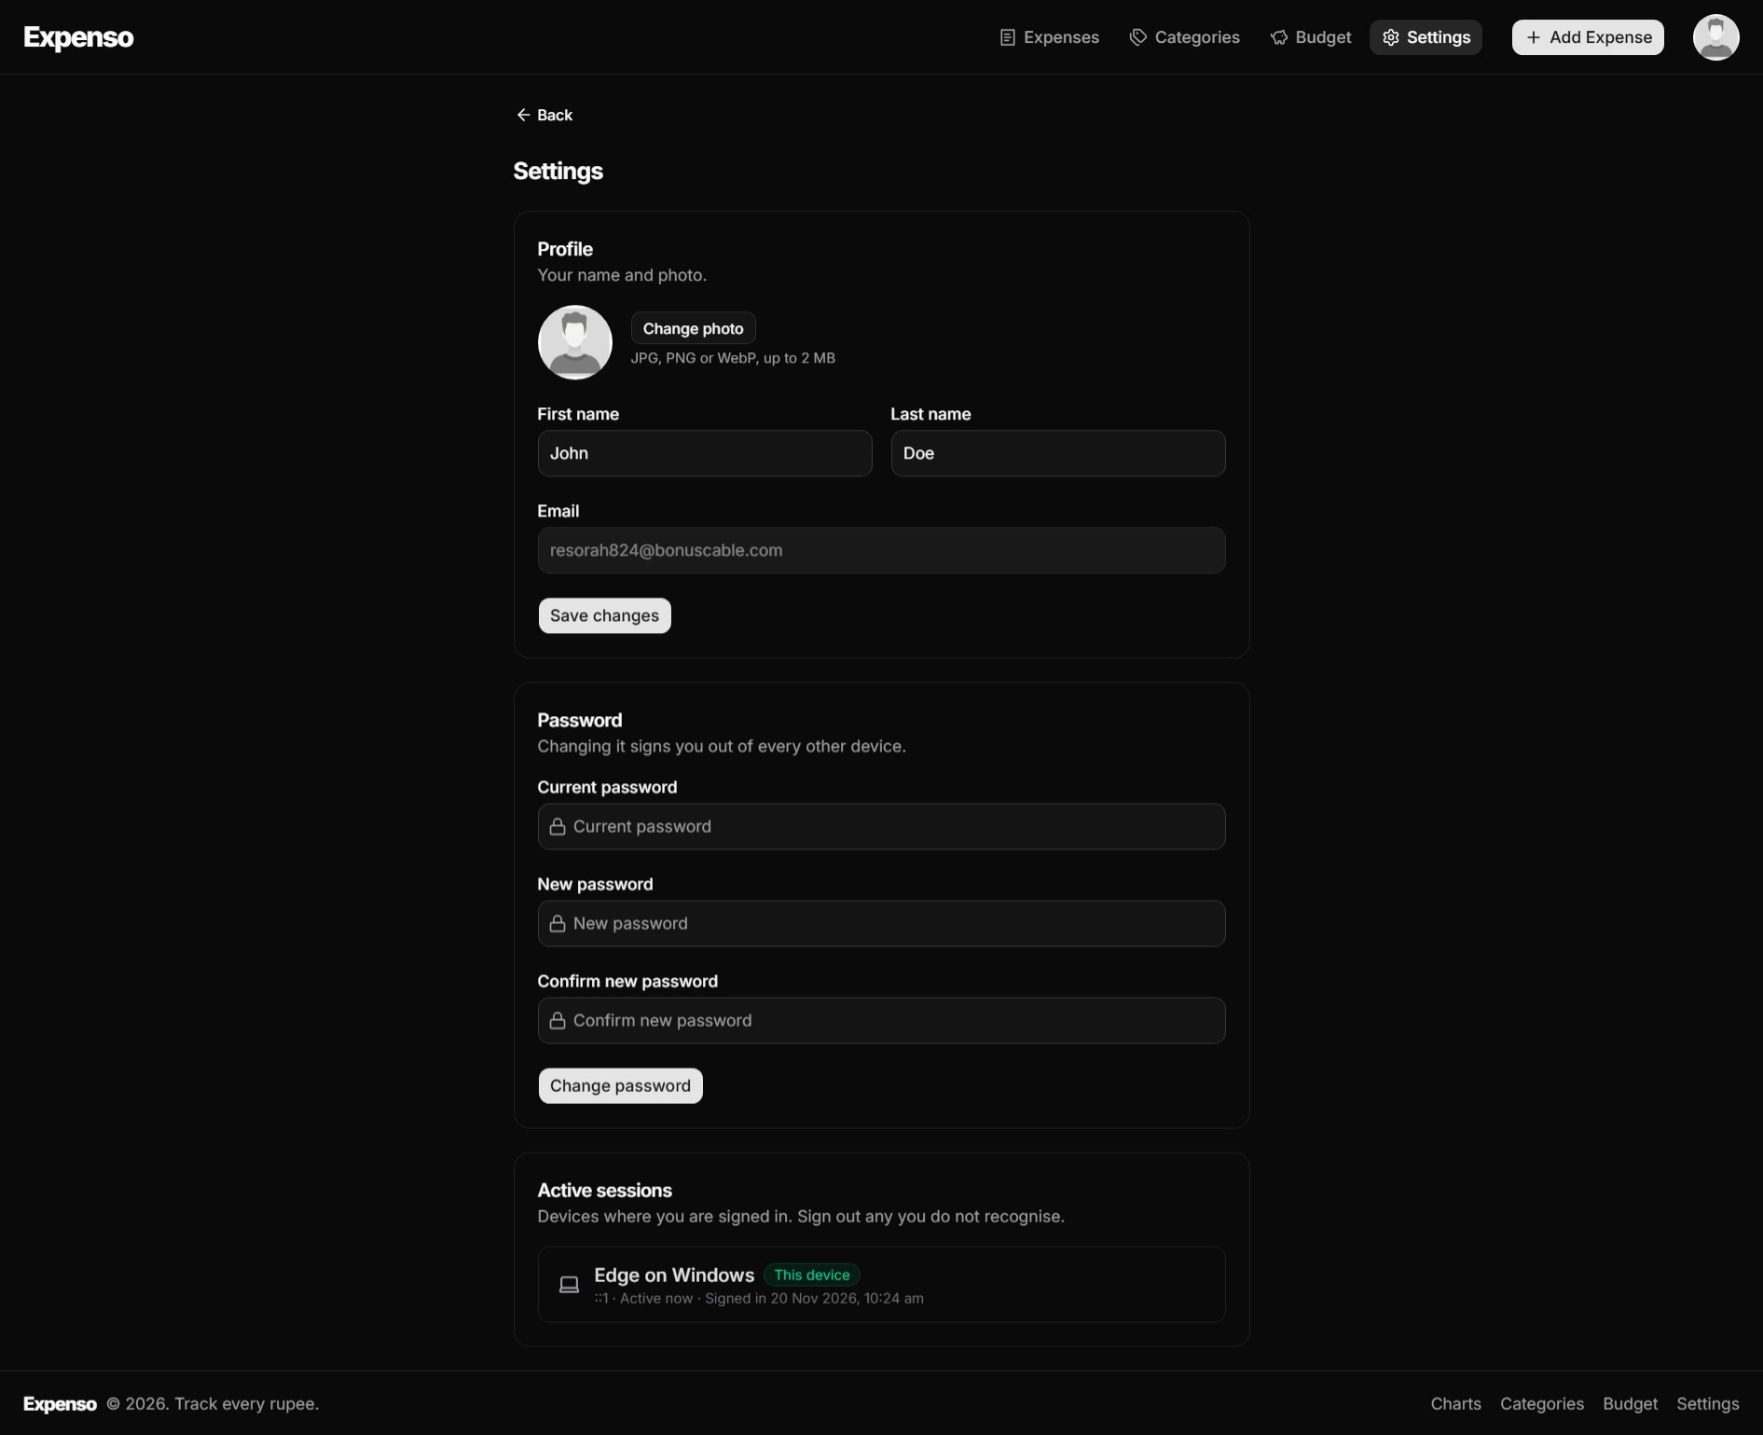 Expenso
Expenses
Categories
Budget
Settings
+ Add Expense
← Back
Settings
Profile
Your name and photo.
Change photo
JPG, PNG or WebP, up to 2 MB
First name
Last name
John
Doe
Email
resorah824@bonuscable.com
Save changes
Password
Changing it signs you out of every other device.
Current password
Current password
New password
New password
Confirm new password
Confirm new password
Change password
Active sessions
Devices where you are signed in. Sign out any you do not recognise.
Edge on Windows This device
::1 · Active now · Signed in 20 Nov 2026, 10:24 am
Expenso © 2026. Track every rupee.
Charts
Categories
Budget
Settings